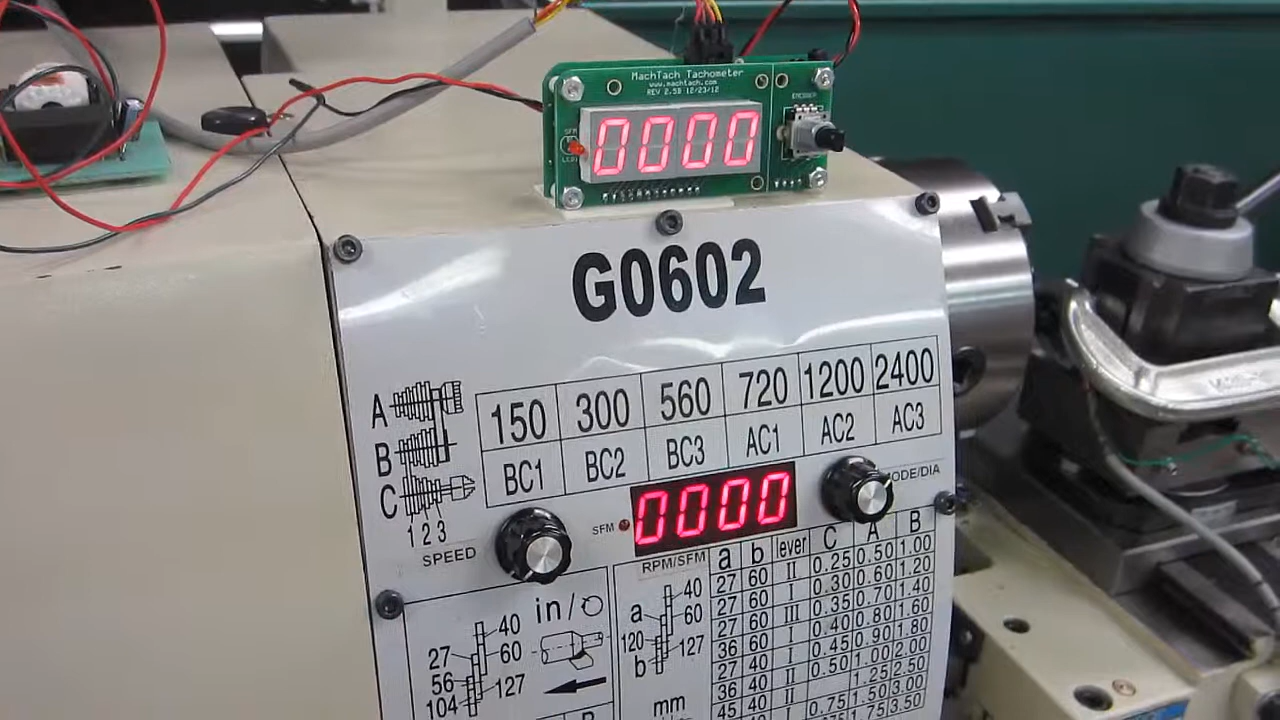 MachTach Tachometer
www.machtach.com
REV 2.5B 12/23/12
ENCODER
SFM
0000
G0602
A
B
C
1 2 3
150 300 560 720 1200 2400
BC1 BC2 BC3 AC1 AC2 AC3
SPEED
SFM
0000
MODE/DIA
RPM/SFM
in/
40
27
60
56
127
104
a
40
60
120
127
b
mm
a b lever C A B
27 60 II 0.25 0.50 1.00
27 60 I 0.30 0.60 1.20
27 60 III 0.35 0.70 1.40
36 60 I 0.40 0.80 1.60
27 40 II 0.45 0.90 1.80
36 40 II 0.50 1.00 2.00
1.25 2.50
0.75 1.50 3.00
1.75 3.50